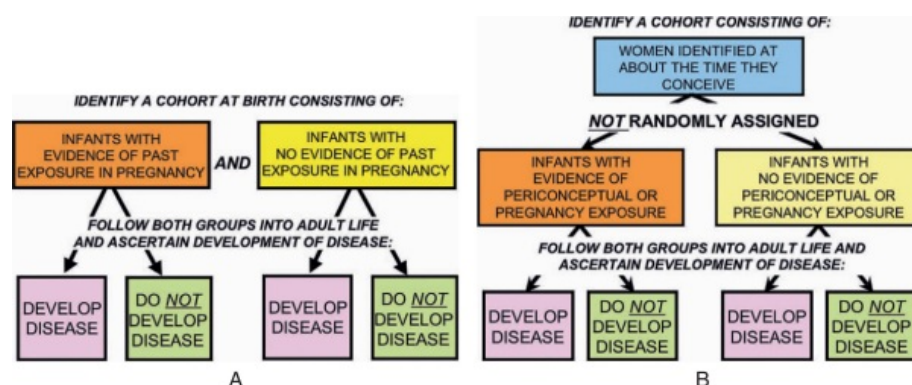 IDENTIFY A COHORT AT BIRTH CONSISTING OF:
INFANTS WITH
EVIDENCE OF PAST
EXPOSURE IN PREGNANCY
AND
INFANTS WITH
NO EVIDENCE OF PAST
EXPOSURE IN PREGNANCY
FOLLOW BOTH GROUPS INTO ADULT LIFE
AND ASCERTAIN DEVELOPMENT OF DISEASE:
DEVELOP
DISEASE
DO NOT
DEVELOP
DISEASE
DEVELOP
DISEASE
DO NOT
DEVELOP
DISEASE
A
IDENTIFY A COHORT CONSISTING OF:
WOMEN IDENTIFIED AT
ABOUT THE TIME THEY
CONCEIVE
NOT RANDOMLY ASSIGNED
INFANTS WITH
EVIDENCE OF
PERICONCEPTUAL OR
PREGNANCY EXPOSURE
INFANTS WITH
NO EVIDENCE OF
PERICONCEPTUAL OR
PREGNANCY EXPOSURE
FOLLOW BOTH GROUPS INTO ADULT LIFE AND
ASCERTAIN DEVELOPMENT OF DISEASE:
DEVELOP
DISEASE
DO NOT
DEVELOP
DISEASE
DEVELOP
DISEASE
DO NOT
DEVELOP
DISEASE
B